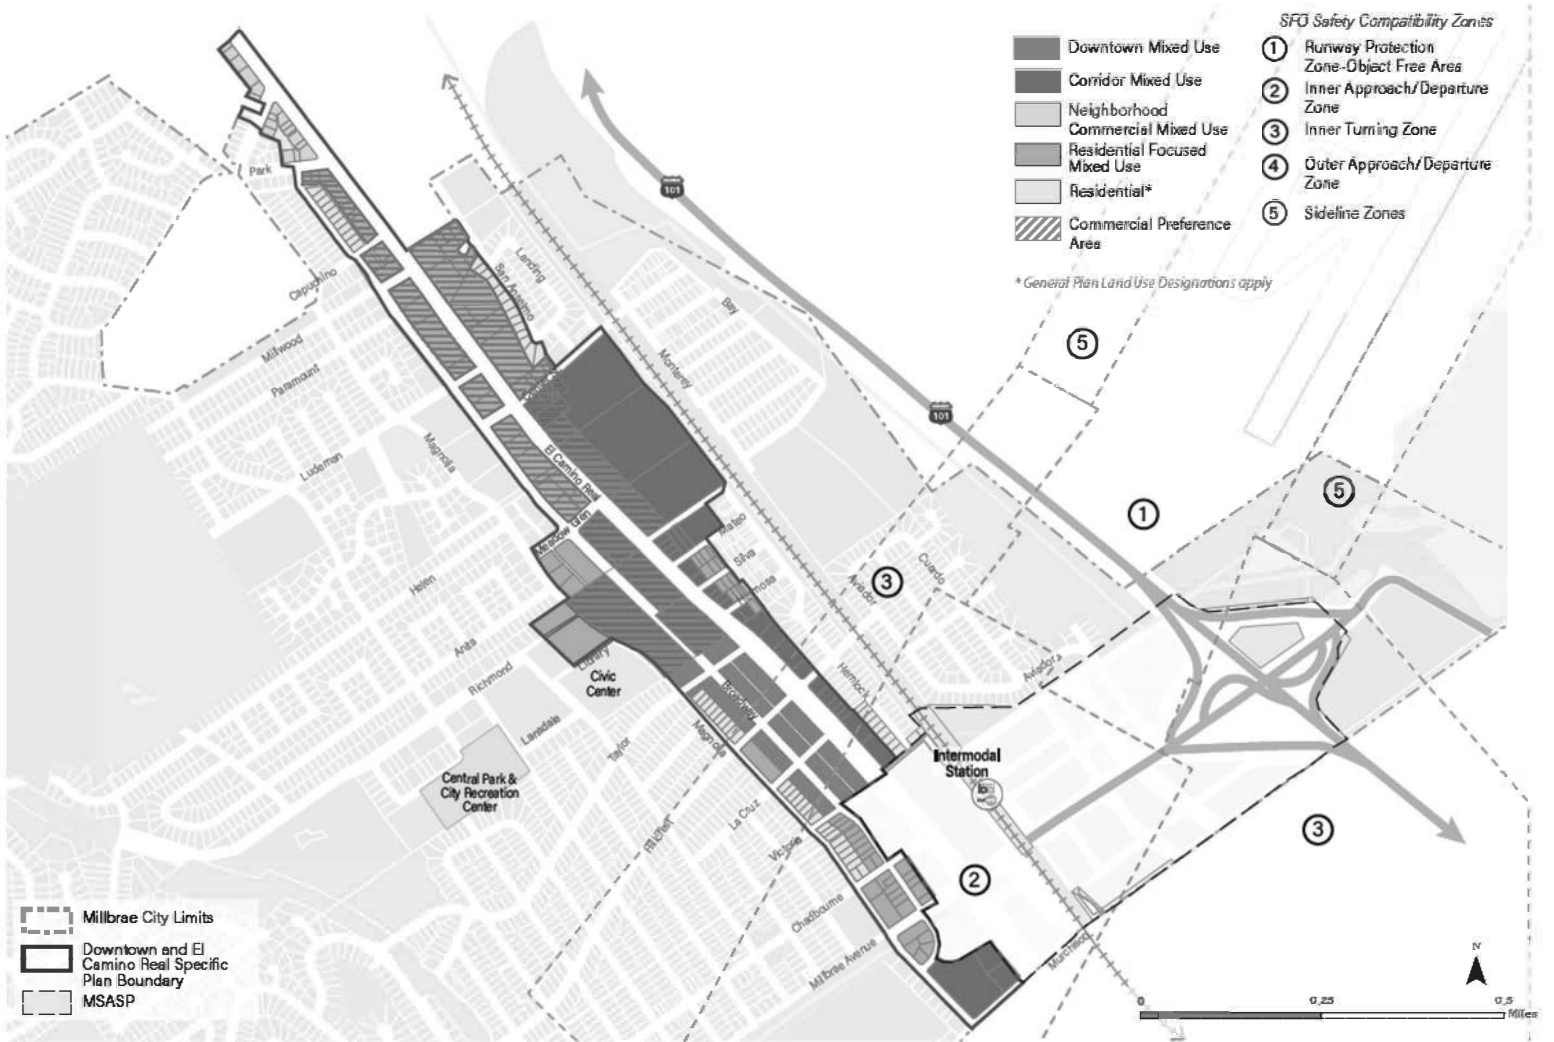 SFO Safety Compatibility Zones
Downtown Mixed Use
Corridor Mixed Use
Neighborhood
Commercial Mixed Use
Residential Focused
Mixed Use
Residential*
Commercial Preference
Area
* General Plan Land Use Designations apply
1 Runway Protection
Zone-Object Free Area
2 Inner Approach/Departure
Zone
3 Inner Turning Zone
4 Outer Approach/Departure
Zone
5 Sideline Zones
101
101
Park
Capuchino
Millwood
Paramount
Ludeman
Magnolia
Landing
San Anselmo
Bay
Monterey
El Camino Real
Meadow Glen
Mateo
Silva
Hermosa
Helen
Anita
Richmond
Library
Civic
Center
Lansdale
Taylor
Magnolia
Broadway
Hemlock
Aviador
Cuardo
Aviador
Hillcrest
La Cruz
Victoria
Chadbourne
Millbrae Avenue
Murchison
Central Park &
City Recreation
Center
Intermodal
Station
5
1
5
3
2
3
Millbrae City Limits
Downtown and El
Camino Real Specific
Plan Boundary
MSASP
N
0
0.25
0.5
Miles